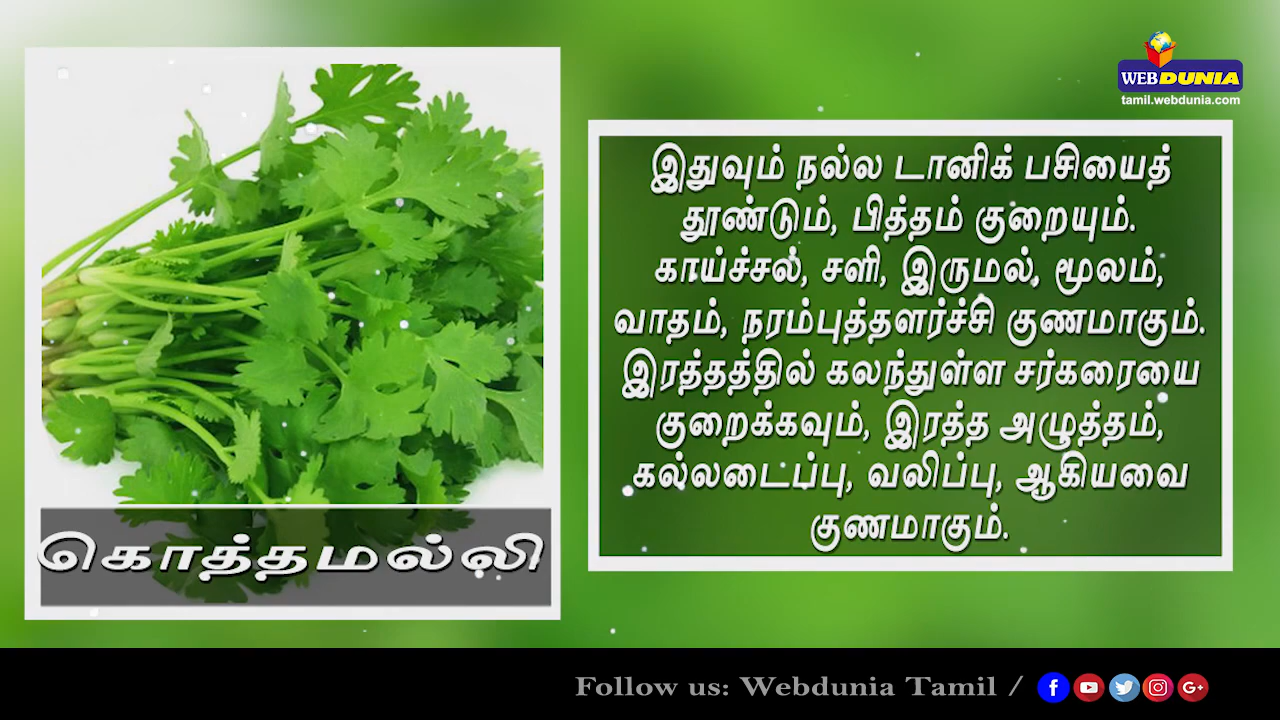 WEBDUNIA
tamil.webdunia.com
இதுவும் நல்ல டானிக் பசியைத்
தூண்டும், பித்தம் குறையும்.
காய்ச்சல், சளி, இருமல், மூலம்,
வாதம், நரம்புத்தளர்ச்சி குணமாகும்.
இரத்தத்தில் கலந்துள்ள சர்கரையை
குறைக்கவும், இரத்த அழுத்தம்,
கல்லடைப்பு, வலிப்பு, ஆகியவை
குணமாகும்.
கொத்தமல்லி
Follow us: Webdunia Tamil /